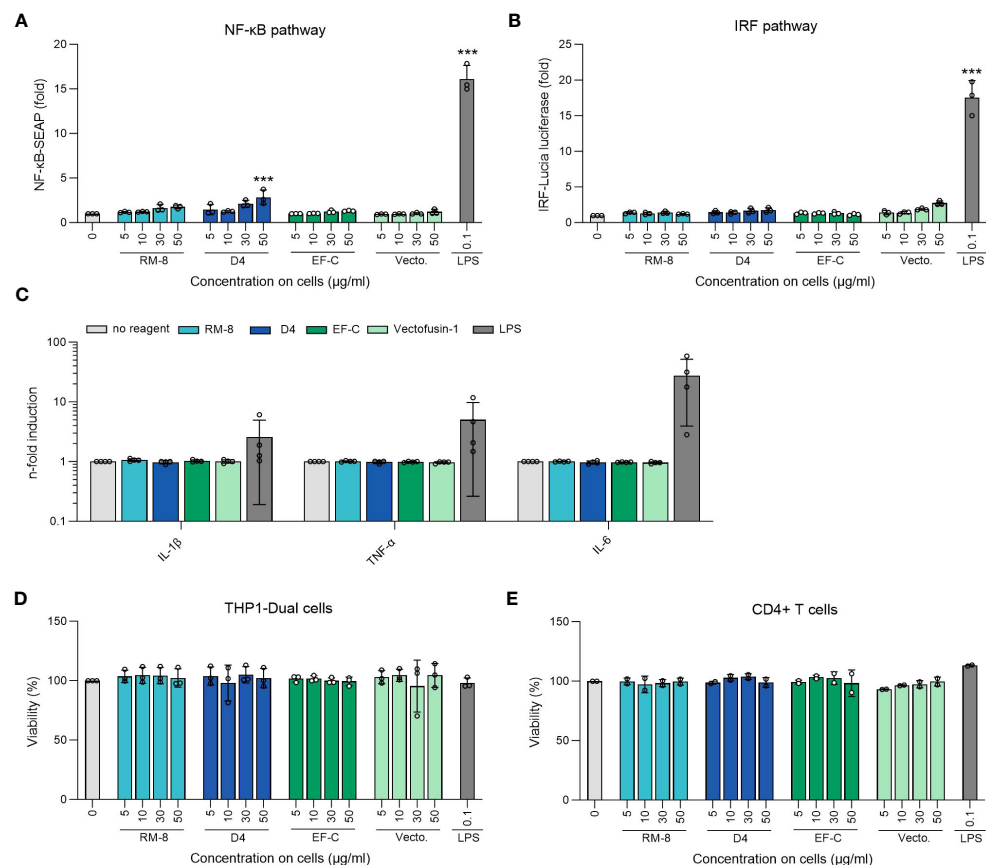 A
NF-κB pathway
NF-κB-SEAP (fold)
20
15
10
5
0
***
***
0 5 10 30 50 5 10 30 50 5 10 30 50 5 10 30 50 0.1
RM-8 D4 EF-C Vecto. LPS
Concentration on cells (µg/ml)
B
IRF pathway
IRF-Lucia luciferase (fold)
25
20
15
10
5
0
***
0 5 10 30 50 5 10 30 50 5 10 30 50 5 10 30 50 0.1
RM-8 D4 EF-C Vecto. LPS
Concentration on cells (µg/ml)
C
no reagent RM-8 D4 EF-C Vectofusin-1 LPS
n-fold induction
100
10
1
0.1
IL-1β TNF-α IL-6
D
THP1-Dual cells
Viability (%)
150
100
50
0
0 5 10 30 50 5 10 30 50 5 10 30 50 5 10 30 50 0.1
RM-8 D4 EF-C Vecto. LPS
Concentration on cells (µg/ml)
E
CD4+ T cells
Viability (%)
150
100
50
0
0 5 10 30 50 5 10 30 50 5 10 30 50 5 10 30 50 0.1
RM-8 D4 EF-C Vecto. LPS
Concentration on cells (µg/ml)